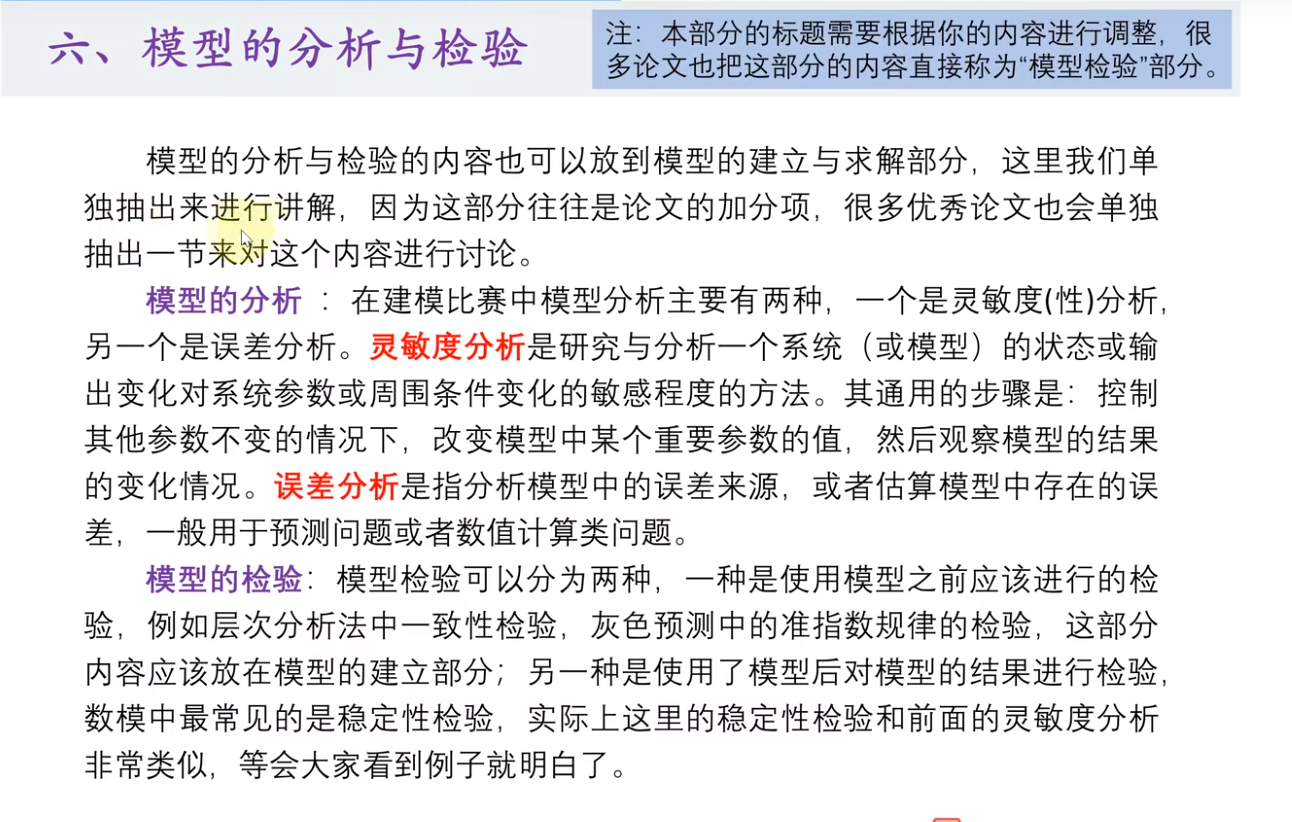 六、模型的分析与检验
注：本部分的标题需要根据你的内容进行调整，很
多论文也把这部分的内容直接称为“模型检验”部分。
模型的分析与检验的内容也可以放到模型的建立与求解部分，这里我们单
独抽出来进行讲解，因为这部分往往是论文的加分项，很多优秀论文也会单独
抽出一节来对这个内容进行讨论。
模型的分析 ：在建模比赛中模型分析主要有两种，一个是灵敏度(性)分析，
另一个是误差分析。灵敏度分析是研究与分析一个系统（或模型）的状态或输
出变化对系统参数或周围条件变化的敏感程度的方法。其通用的步骤是：控制
其他参数不变的情况下，改变模型中某个重要参数的值，然后观察模型的结果
的变化情况。误差分析是指分析模型中的误差来源，或者估算模型中存在的误
差，一般用于预测问题或者数值计算类问题。
模型的检验：模型检验可以分为两种，一种是使用模型之前应该进行的检
验，例如层次分析法中一致性检验，灰色预测中的准指数规律的检验，这部分
内容应该放在模型的建立部分；另一种是使用了模型后对模型的结果进行检验，
数模中最常见的是稳定性检验，实际上这里的稳定性检验和前面的灵敏度分析
非常类似，等会大家看到例子就明白了。